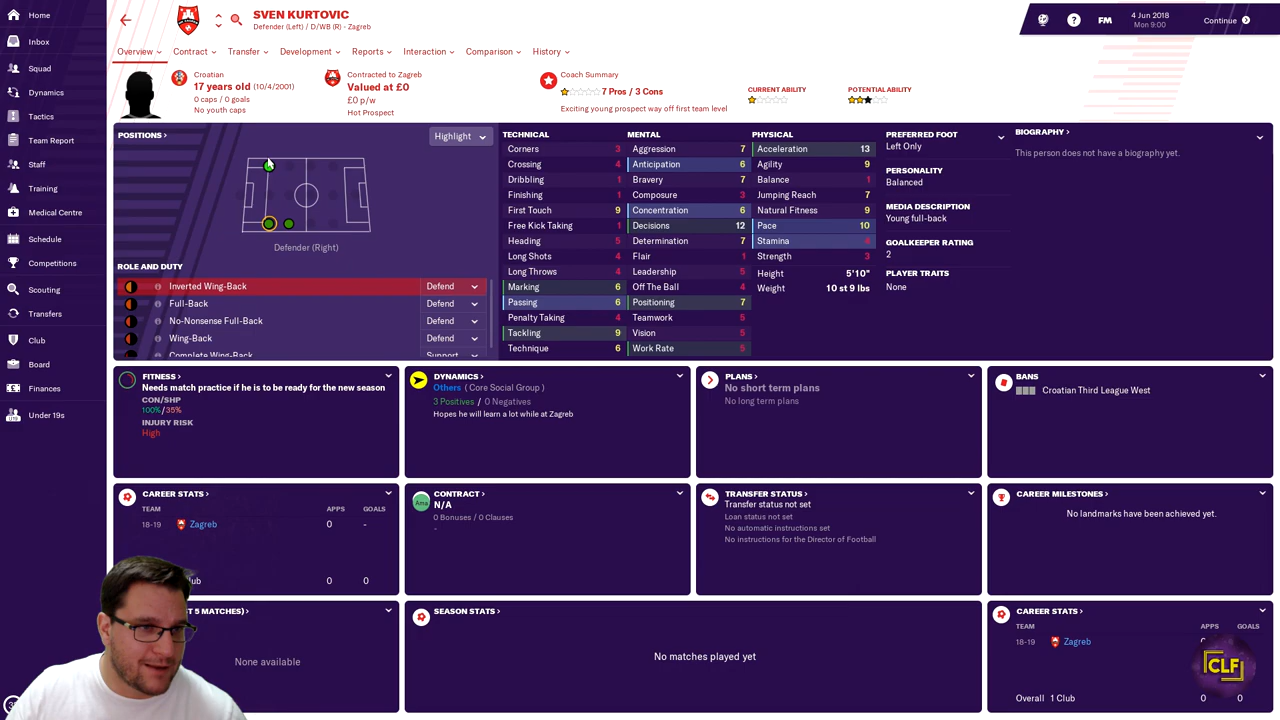 Home
Inbox
Squad
Dynamics
Tactics
Team Report
Staff
Training
Medical Centre
Schedule
Competitions
Scouting
Transfers
Club
Board
Finances
Under 19s
SVEN KURTOVIC
Defender (Left) / D/WB (R) - Zagreb
? FM 4 Jun 2018
Mon 9:00
Continue
Overview Contract Transfer Development Reports Interaction Comparison History
Croatian
17 years old (10/4/2001)
0 caps / 0 goals
No youth caps
Contracted to Zagreb
Valued at £0
£0 p/w
Hot Prospect
Coach Summary
7 Pros / 3 Cons
Exciting young prospect way off first team level
CURRENT ABILITY
POTENTIAL ABILITY
POSITIONS >
Highlight
Defender (Right)
ROLE AND DUTY
Inverted Wing-Back Defend
Full-Back Defend
No-Nonsense Full-Back Defend
Wing-Back Defend
Complete Wing-Back Support
TECHNICAL
Corners 3
Crossing 4
Dribbling 1
Finishing 1
First Touch 9
Free Kick Taking 1
Heading 5
Long Shots 4
Long Throws 4
Marking 6
Passing 6
Penalty Taking 4
Tackling 9
Technique 6
MENTAL
Aggression 7
Anticipation 6
Bravery 7
Composure 3
Concentration 6
Decisions 12
Determination 7
Flair 1
Leadership 5
Off The Ball 4
Positioning 7
Teamwork 5
Vision 5
Work Rate 5
PHYSICAL
Acceleration 13
Agility 9
Balance 1
Jumping Reach 7
Natural Fitness 9
Pace 10
Stamina
Strength 3
Height 5'10"
Weight 10 st 9 lbs
PREFERRED FOOT
Left Only
PERSONALITY
Balanced
MEDIA DESCRIPTION
Young full-back
GOALKEEPER RATING
2
PLAYER TRAITS
None
BIOGRAPHY >
This person does not have a biography yet.
FITNESS >
Needs match practice if he is to be ready for the new season
CON/SHP
100%/35%
INJURY RISK
High
DYNAMICS >
Others ( Core Social Group )
3 Positives / 0 Negatives
Hopes he will learn a lot while at Zagreb
PLANS >
No short term plans
No long term plans
BANS
Croatian Third League West
CAREER STATS >
TEAM APPS GOALS
18-19 Zagreb 0 -
lub 0 0
CONTRACT >
Ama
N/A
0 Bonuses / 0 Clauses
-
TRANSFER STATUS >
Transfer status not set
Loan status not set
No automatic instructions set
No instructions for the Director of Football
CAREER MILESTONES >
No landmarks have been achieved yet.
T 5 MATCHES) >
None available
SEASON STATS >
No matches played yet
CAREER STATS >
TEAM APPS GOALS
18-19 Zagreb
CLF
Overall 1 Club 0 0